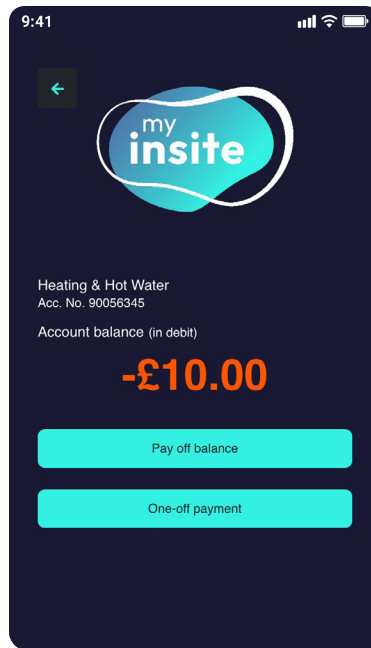 9:41
my
insite
Heating & Hot Water
Acc. No. 90056345
Account balance (in debit)
-£10.00
Pay off balance
One-off payment